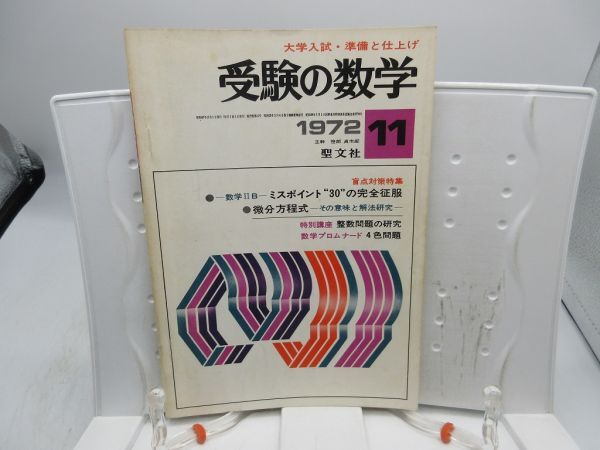 大学入試・準備と仕上げ
受験の数学
1972 11
聖文社
盲点対策特集
●—数学ⅡB—ミスポイント“30”の完全征服
●微分方程式—その意味と解法研究—
特別講座 整数問題の研究
数学プロムナード 4色問題